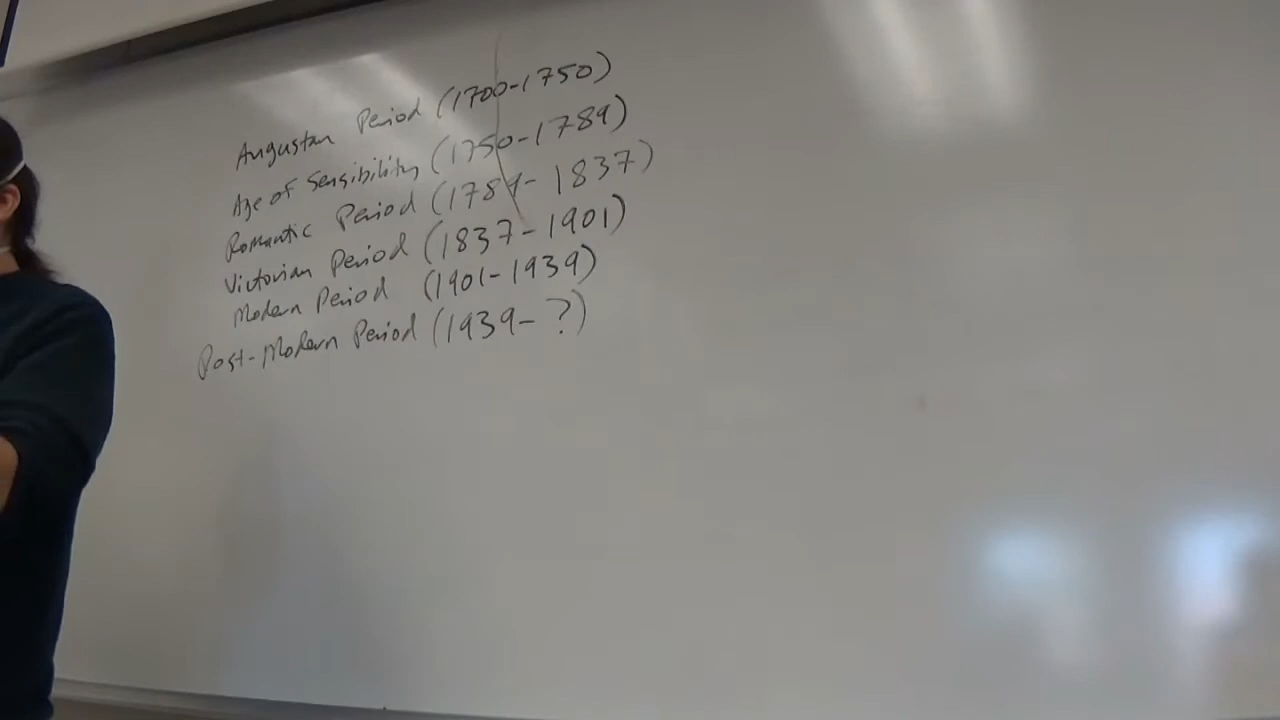 Augustan Period (1700-1750)
Age of Sensibility (1750-1789)
Romantic Period (1789- 1837)
Victorian Period (1837- 1901)
Modern Period (1901-1939)
Post-Modern Period (1939- ?)